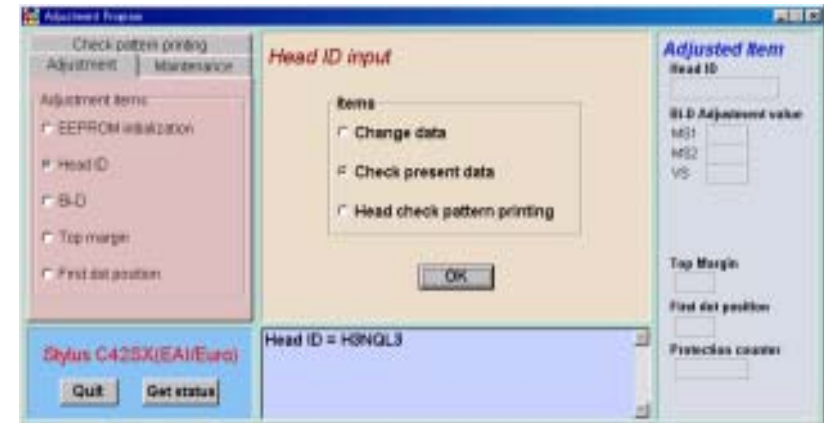 Adjustment Program
Check pattern printing
Adjustment
Maintenance
Adjustment items
EEPROM initialization
Head ID
Bi-D
Top margin
First dot position
Head ID input
Items
Change data
Check present data
Head check pattern printing
OK
Adjusted Item
Head ID
Bi-D Adjustment value
MS1
MS2
VS
Top Margin
First dot position
Protection counter
Stylus C42SX(EAI/Euro)
Quit
Get status
Head ID = H3NQL3